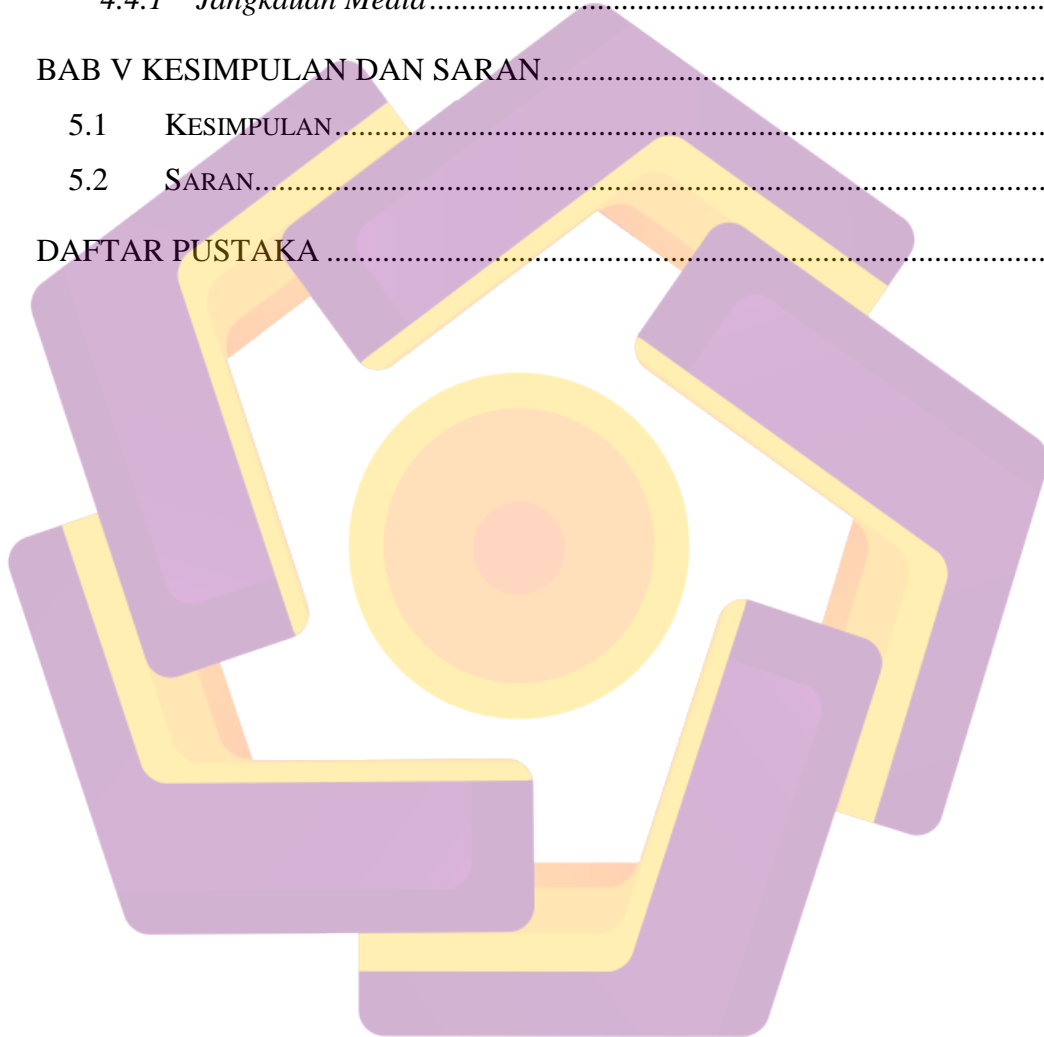 4.4.1 Jangkauan Media
BAB V KESIMPULAN DAN SARAN
5.1 KESIMPULAN
5.2 SARAN
DAFTAR PUSTAKA